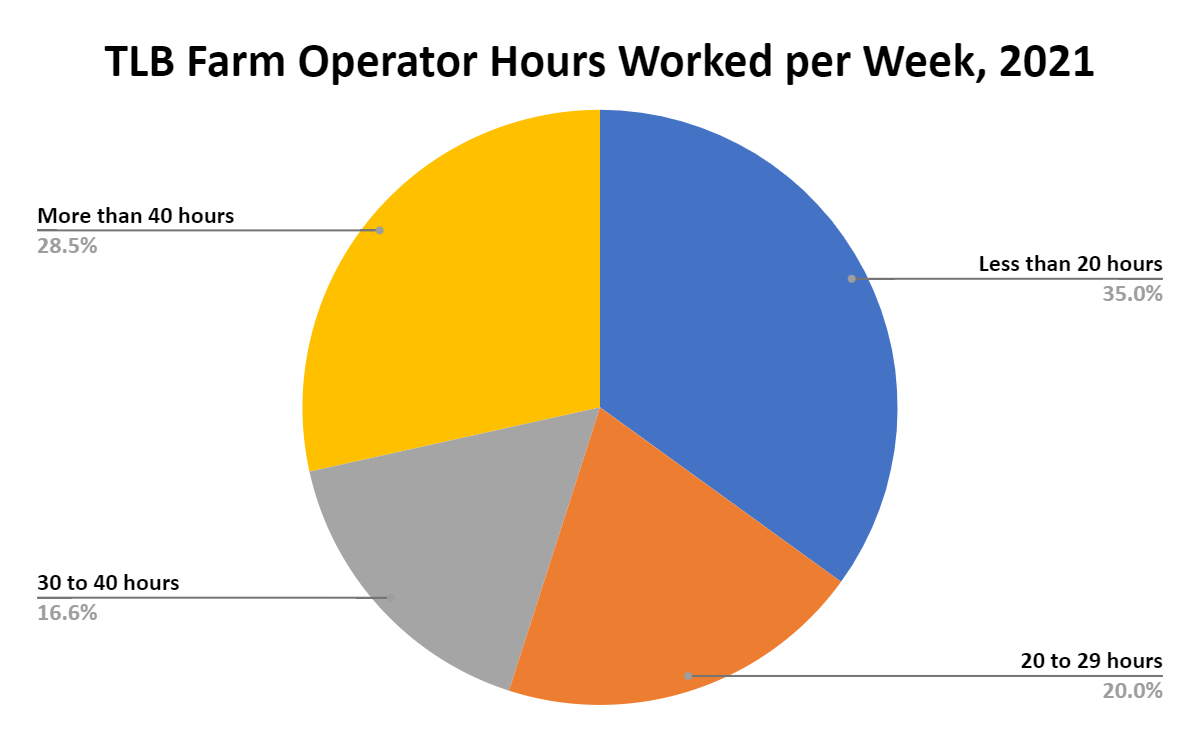 TLB Farm Operator Hours Worked per Week, 2021
More than 40 hours
28.5%
Less than 20 hours
35.0%
30 to 40 hours
16.6%
20 to 29 hours
20.0%